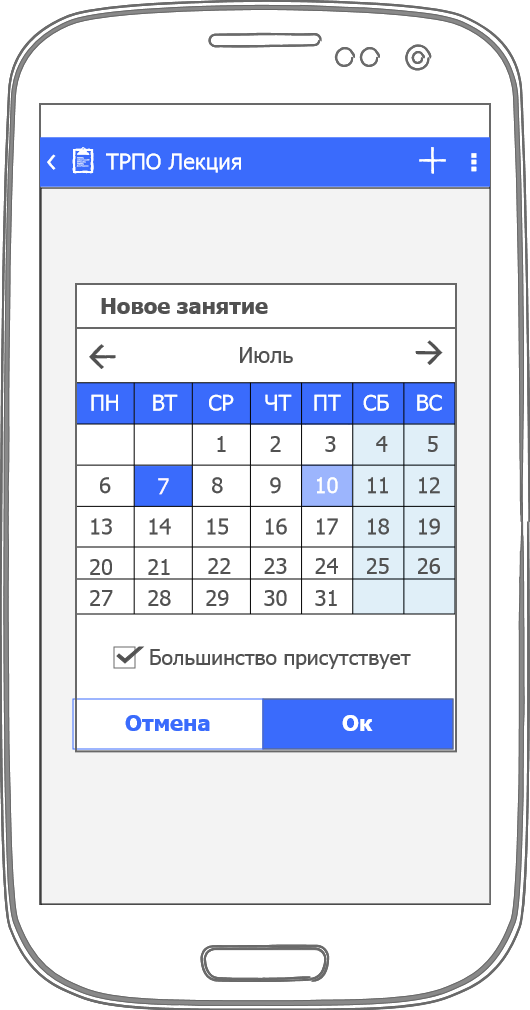 ТРПО Лекция
Новое занятие
Июль
ПН ВТ СР ЧТ ПТ СБ ВС
1 2 3 4 5
6 7 8 9 10 11 12
13 14 15 16 17 18 19
20 21 22 23 24 25 26
27 28 29 30 31
Большинство присутствует
Отмена Ок